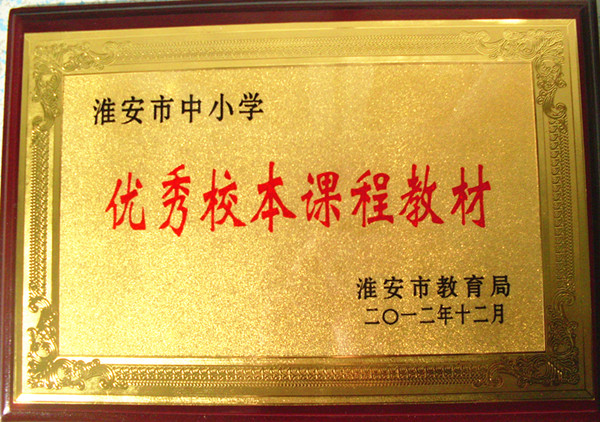 淮安市中小学
优秀校本课程教材
淮安市教育局
二〇一二年十二月